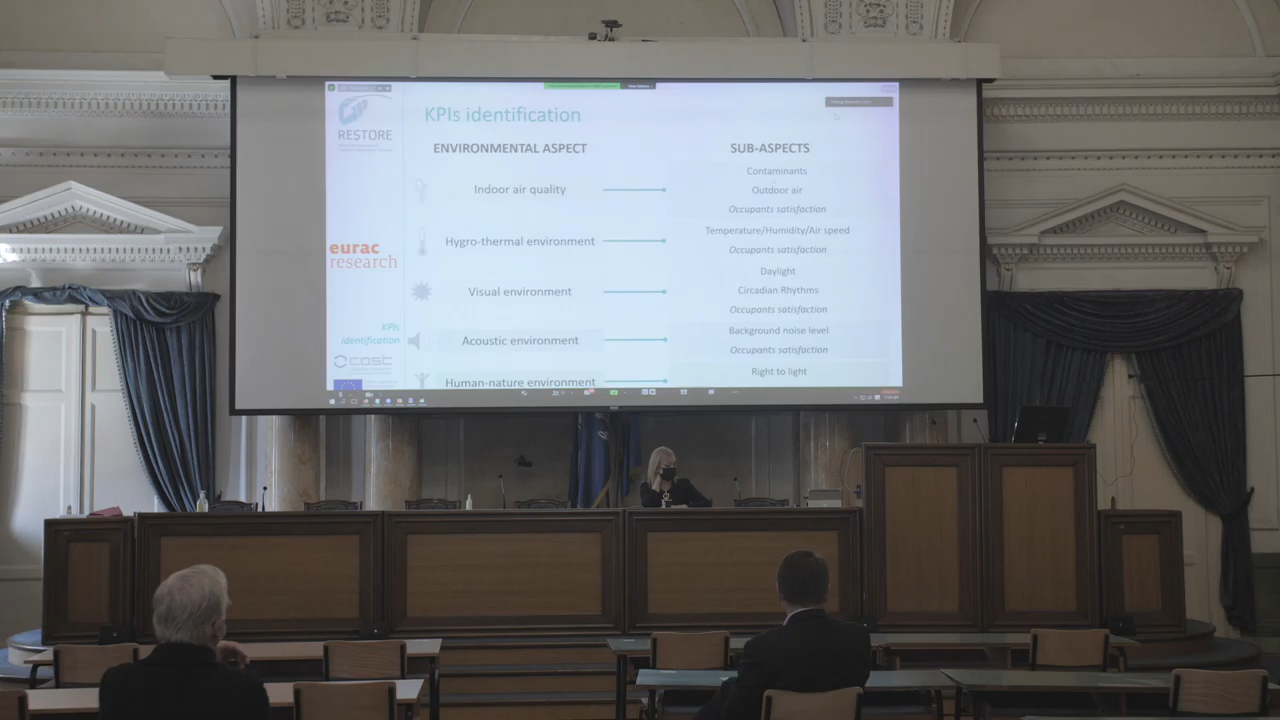 KPIs identification
RESTORE
ENVIRONMENTAL ASPECT
SUB-ASPECTS
Indoor air quality
Contaminants
Outdoor air
Occupants satisfaction
Hygro-thermal environment
Temperature/Humidity/Air speed
Occupants satisfaction
eurac
research
Visual environment
Daylight
Circadian Rhythms
Occupants satisfaction
KPIs
identification
Acoustic environment
Background noise level
Occupants satisfaction
cost
Human-nature environment
Right to light